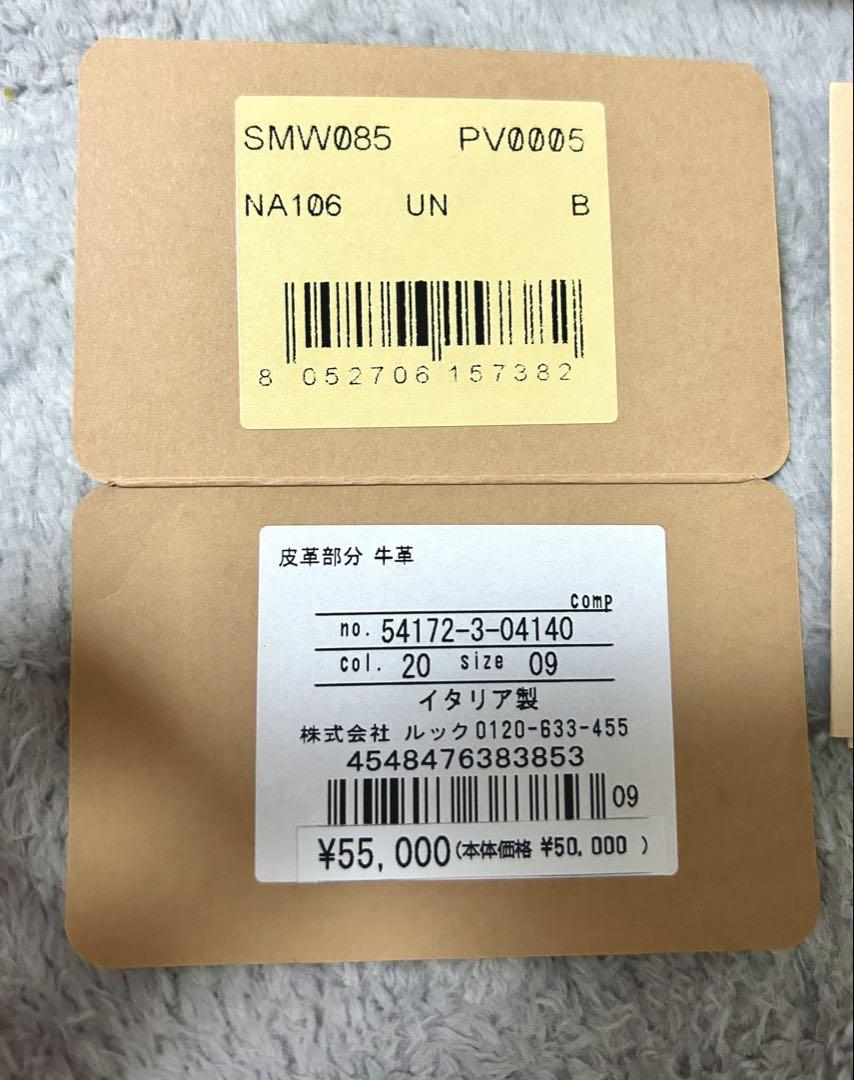 SMW085 PV0005
NA106 UN B
8 052706 157382
皮革部分 牛革
comp
no. 54172-3-04140
col. 20 size 09
イタリア製
株式会社 ルック 0120-633-455
4548476383853
09
¥55,000(本体価格 ¥50,000 )